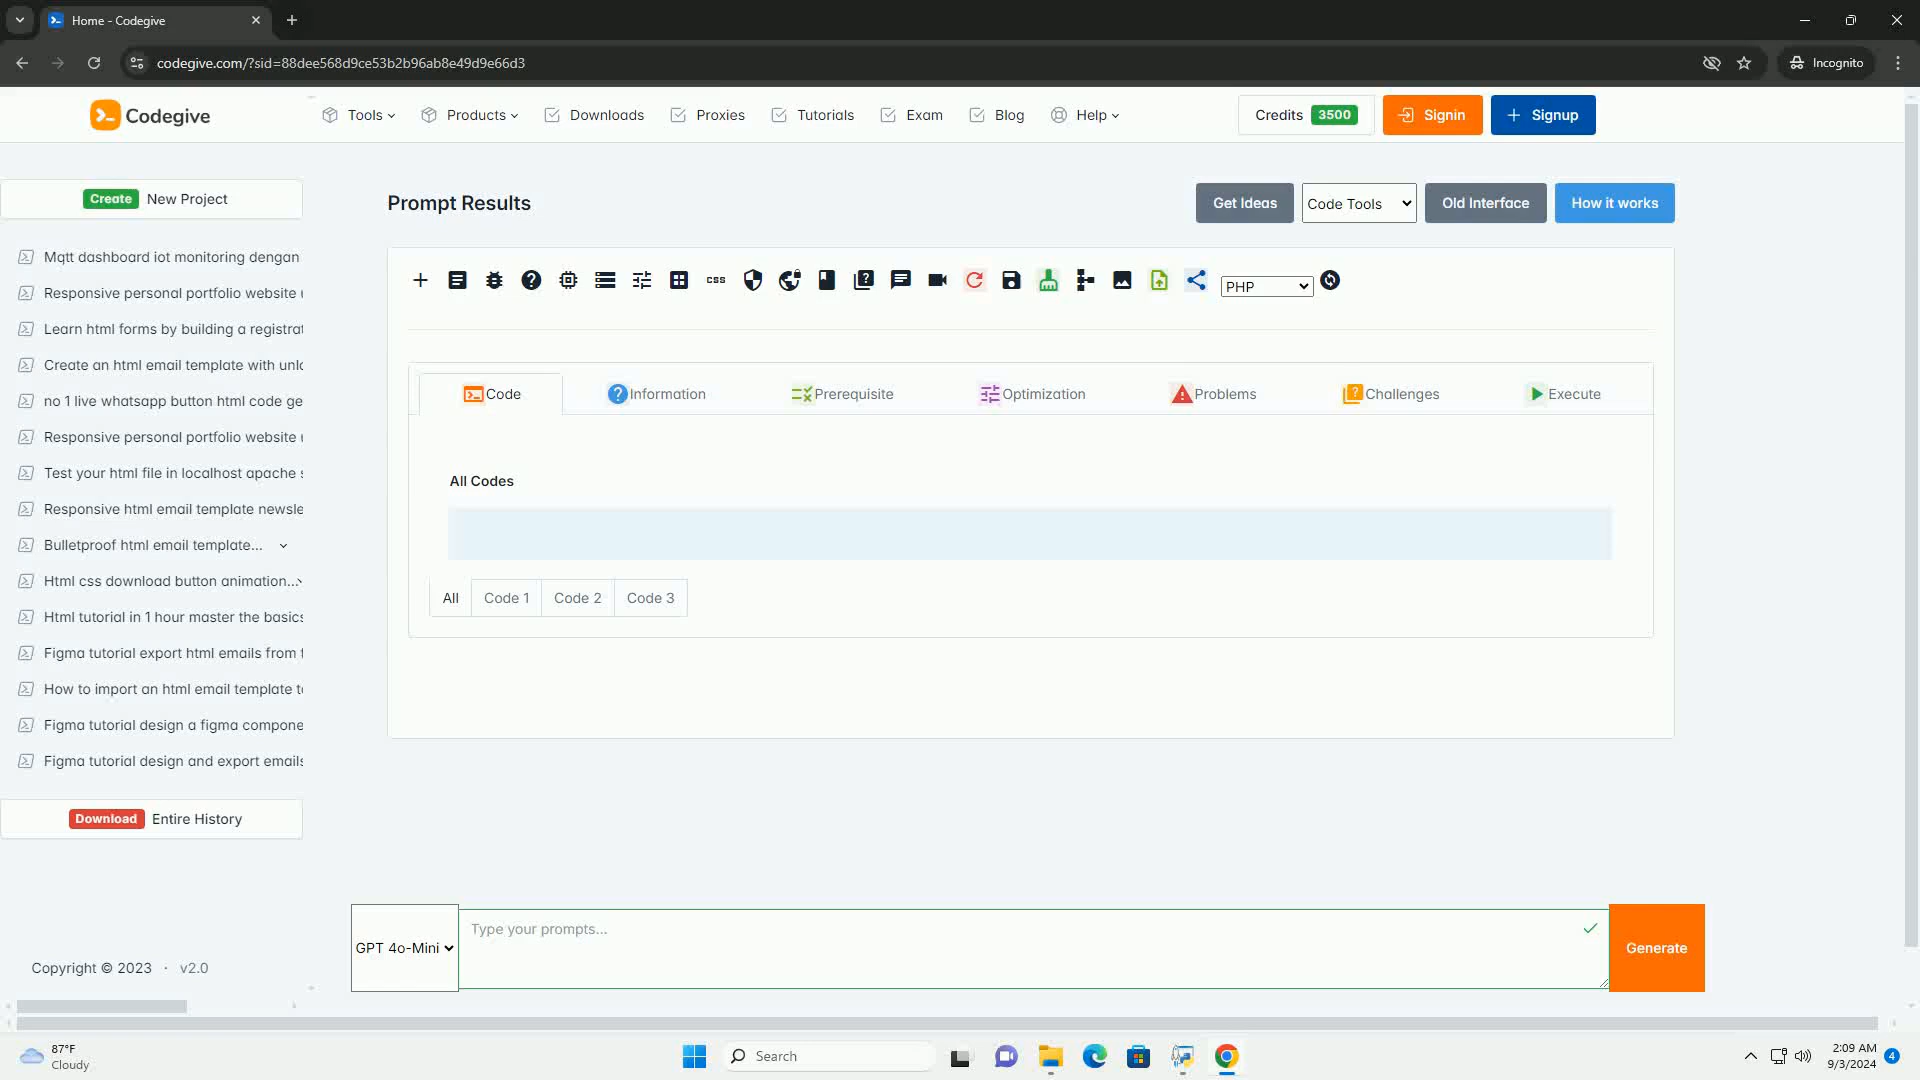 Home - Codegive
codegive.com/?sid=88dee568d9ce53b2b96ab8e49d9e66d3
Incognito
Codegive
Tools
Products
Downloads
Proxies
Tutorials
Exam
Blog
Help
Credits 3500
Signin
Signup
Create New Project
Mqtt dashboard iot monitoring dengan
Responsive personal portfolio website
Learn html forms by building a registrat
Create an html email template with unlo
no 1 live whatsapp button html code ge
Responsive personal portfolio website
Test your html file in localhost apache s
Responsive html email template newsle
Bulletproof html email template...
Html css download button animation...
Html tutorial in 1 hour master the basics
Figma tutorial export html emails from f
How to import an html email template to
Figma tutorial design a figma compone
Figma tutorial design and export emails
Download Entire History
Copyright © 2023 · v2.0
Prompt Results
Get Ideas
Code Tools
Old Interface
How it works
css
PHP
Code
Information
Prerequisite
Optimization
Problems
Challenges
Execute
All Codes
All
Code 1
Code 2
Code 3
GPT 4o-Mini
Type your prompts...
Generate
87°F
Cloudy
Search
2:09 AM
9/3/2024
4